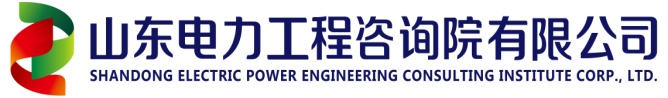 山东电力工程咨询院有限公司
SHANDONG ELECTRIC POWER ENGINEERING CONSULTING INSTITUTE CORP., LTD.